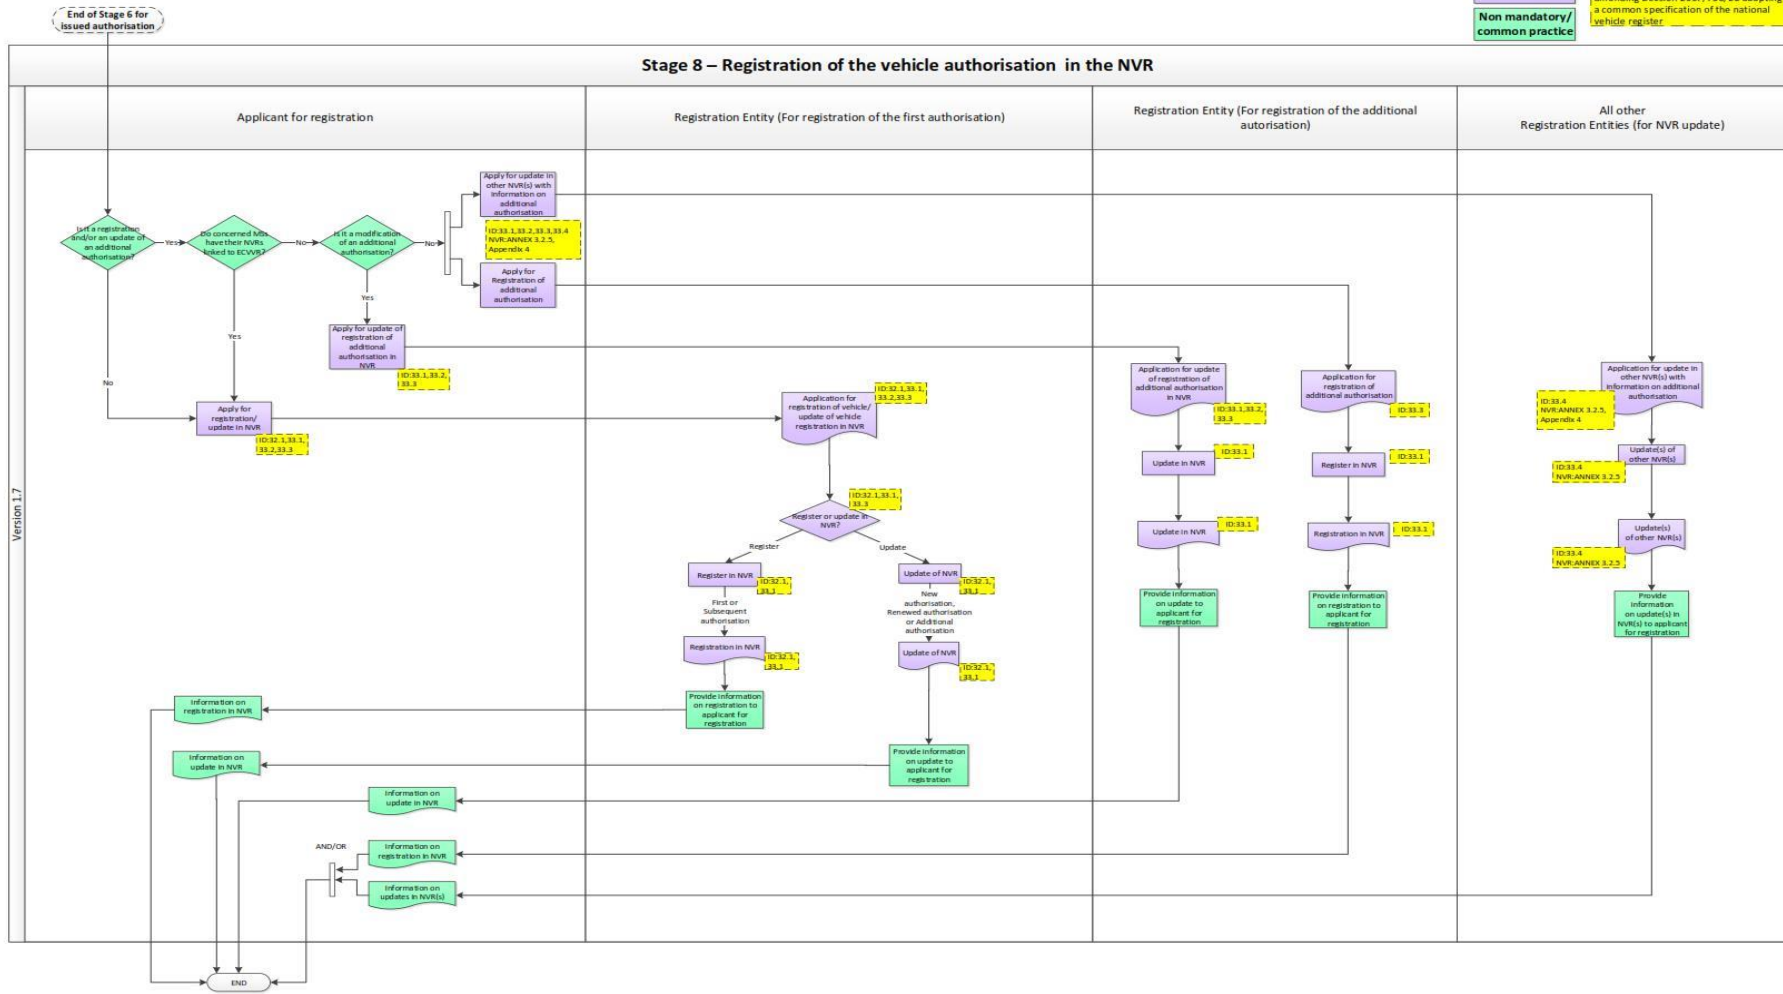 End of Stage 6 for
issued authorisation
Non mandatory/
common practice
a common specification of the national
vehicle register
Stage 8 – Registration of the vehicle authorisation in the NVR
Applicant for registration
Registration Entity (For registration of the first authorisation)
Registration Entity (For registration of the additional
autorisation)
All other
Registration Entities (for NVR update)
Version 1.7
Is it a registration
and/or an update of
an additional
authorisation?
Yes
Do concerned MSs
have their NVRs
linked to ECVVR?
No
Is it a modification
of an additional
authorisation?
No
Apply for update in
other NVR(s) with
information on
additional
authorisation
ID:33.1,33.2,33.3,33.4
NVR:ANNEX 3.2.5,
Appendix 4
Apply for
Registration of
additional
authorisation
Yes
Apply for update of
registration of
additional
authorisation in
NVR
ID:33.1,33.2,
33.3
Yes
No
Apply for
registration/
update in NVR
ID:32.1,33.1,
33.2,33.3
Application for
registration of vehicle/
update of vehicle
registration in NVR
ID:32.1,33.1,
33.2,33.3
Register or update in
NVR?
ID:32.1,33.1,
33.3
Register
Update
Register in NVR
ID:32.1,
33.1
First or
Subsequent
authorisation
Registration in NVR
ID:32.1,
33.1
Provide information
on registration to
applicant for
registration
Update of NVR
ID:32.1,
33.1
New
authorisation,
Renewed authorisation
or Additional
authorisation
Update of NVR
ID:32.1,
33.1
Provide information
on update to
applicant for
registration
Application for update
of registration of
additional authorisation
in NVR
ID:33.1,33.2,
33.3
Update in NVR
ID:33.1
Update in NVR
ID:33.1
Provide information
on update to
applicant for
registration
Application for
registration of
additional authorisation
ID:33.3
Register in NVR
ID:33.1
Registration in NVR
ID:33.1
Provide information
on registration to
applicant for
registration
Application for update in
other NVR(s) with
information on additional
authorisation
ID:33.4
NVR:ANNEX 3.2.5,
Appendix 4
Update(s) of
other NVR(s)
ID:33.4
NVR:ANNEX 3.2.5
Update(s)
of other NVR(s)
ID:33.4
NVR:ANNEX 3.2.5
Provide
information
on update(s) in
NVR(s) to applicant
for registration
Information on
registration in NVR
Information on
update in NVR
Information on
update in NVR
AND/OR
Information on
registration in NVR
Information on
updates in NVR(s)
END